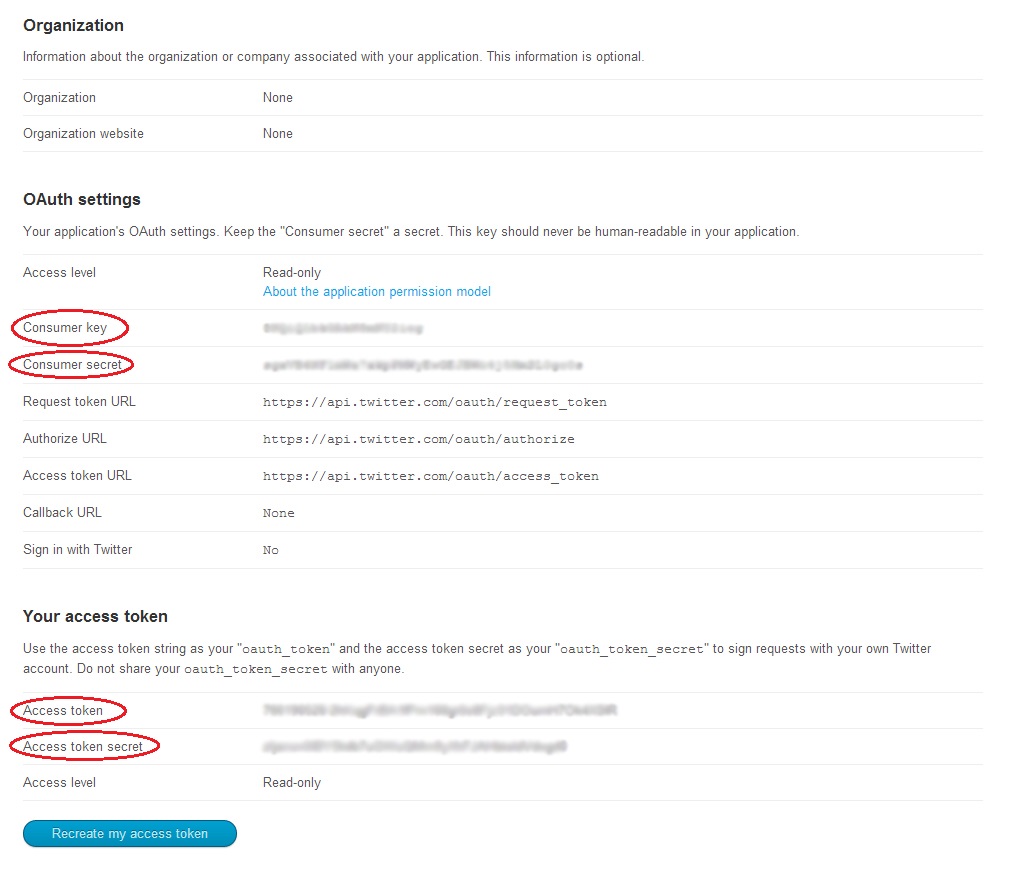 Organization
Information about the organization or company associated with your application. This information is optional.
Organization None
Organization website None
OAuth settings
Your application's OAuth settings. Keep the "Consumer secret" a secret. This key should never be human-readable in your application.
Access level Read-only
About the application permission model
Consumer key
Consumer secret
Request token URL https://api.twitter.com/oauth/request_token
Authorize URL https://api.twitter.com/oauth/authorize
Access token URL https://api.twitter.com/oauth/access_token
Callback URL None
Sign in with Twitter No
Your access token
Use the access token string as your "oauth_token" and the access token secret as your "oauth_token_secret" to sign requests with your own Twitter
account. Do not share your oauth_token_secret with anyone.
Access token
Access token secret
Access level Read-only
Recreate my access token